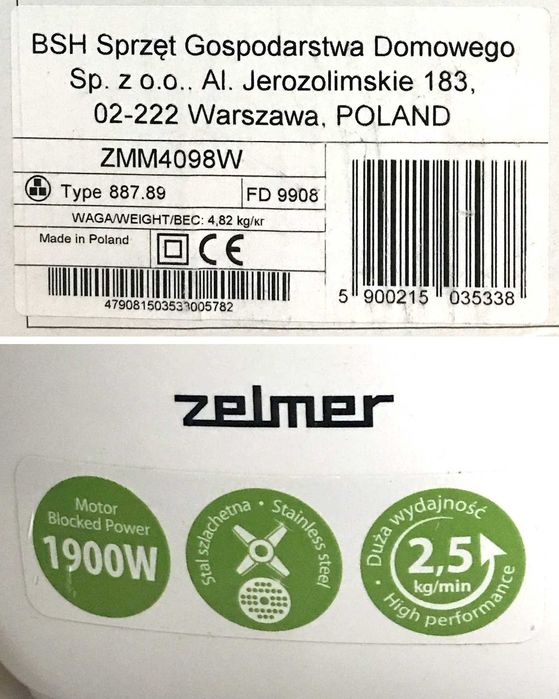 BSH Sprzęt Gospodarstwa Domowego
Sp. z o.o.. Al. Jerozolimskie 183,
02-222 Warszawa, POLAND
ZMM4098W
Type 887.89
FD 9908
WAGA/WEIGHT/BEC: 4,82 kg/кг
Made in Poland
CE
479081503533005782
5 900215 035338
zelmer
Motor
Blocked Power
1900W
Stal szlachetna • Stainless steel
Duża wydajność
2,5
kg/min
• High performance •